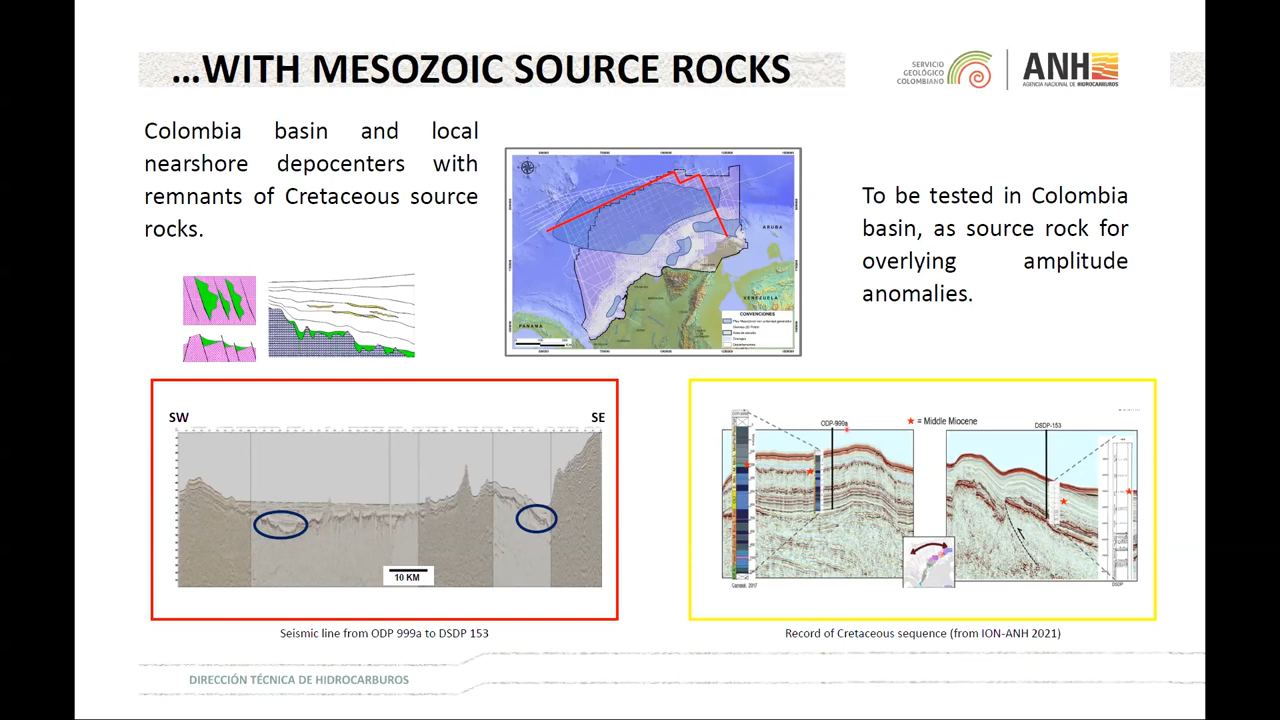 ...WITH MESOZOIC SOURCE ROCKS
SERVICIO
GEOLÓGICO
COLOMBIANO
ANH
AGENCIA NACIONAL DE HIDROCARBUROS
Colombia basin and local
nearshore depocenters with
remnants of Cretaceous source
rocks.
ARUBA
VENEZUELA
PANAMA
CONVENCIONES
To be tested in Colombia
basin, as source rock for
overlying amplitude
anomalies.
SW
SE
10 KM
Seismic line from ODP 999a to DSDP 153
ODP-999a
= Middle Miocene
DSDP-153
DSDP
Record of Cretaceous sequence (from ION-ANH 2021)
DIRECCIÓN TÉCNICA DE HIDROCARBUROS